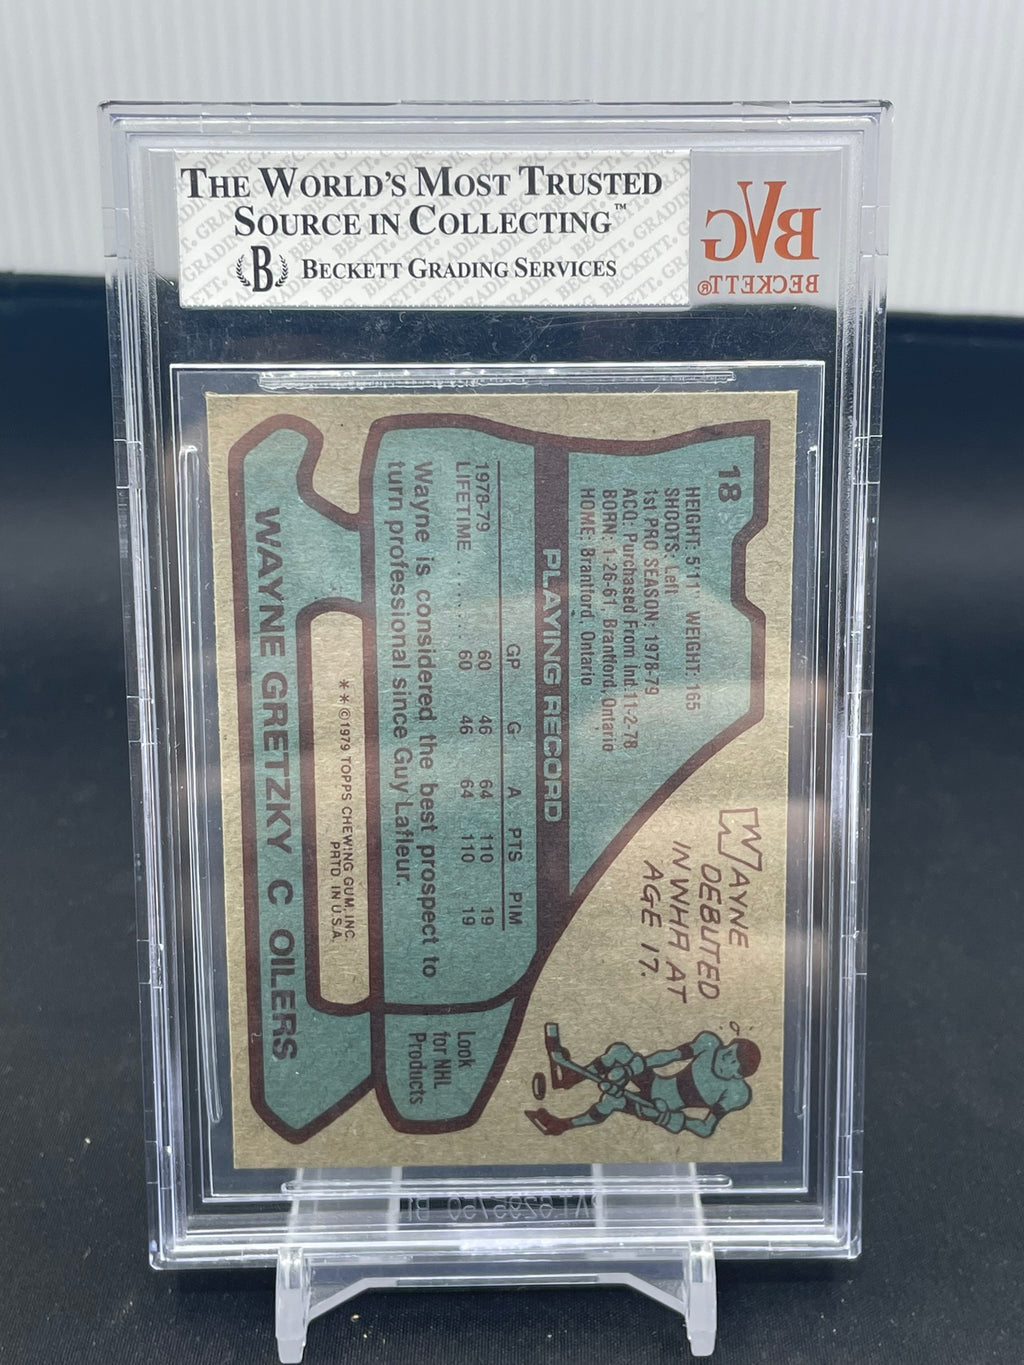 THE WORLD'S MOST TRUSTED
SOURCE IN COLLECTING™
B BECKETT GRADING SERVICES
BVG
BECKETT®
18
HEIGHT: 5'11" WEIGHT: 165
SHOOTS: Left
1st PRO SEASON: 1978-79
ACQ: Purchased From Ind. 11-2-78
BORN: 1-26-61, Brantford, Ontario
HOME: Brantford, Ontario
WAYNE
DEBUTED
IN WHA AT
AGE 17.
PLAYING RECORD
GP G A PTS PIM
1978-79 60 46 64 110 19
LIFETIME ........ 60 46 64 110 19
Wayne is considered the best prospect to
turn professional since Guy Lafleur.
Look
for NHL
Products
**©1979 TOPPS CHEWING GUM, INC.
PRTD. IN U.S.A.
WAYNE GRETZKY C OILERS